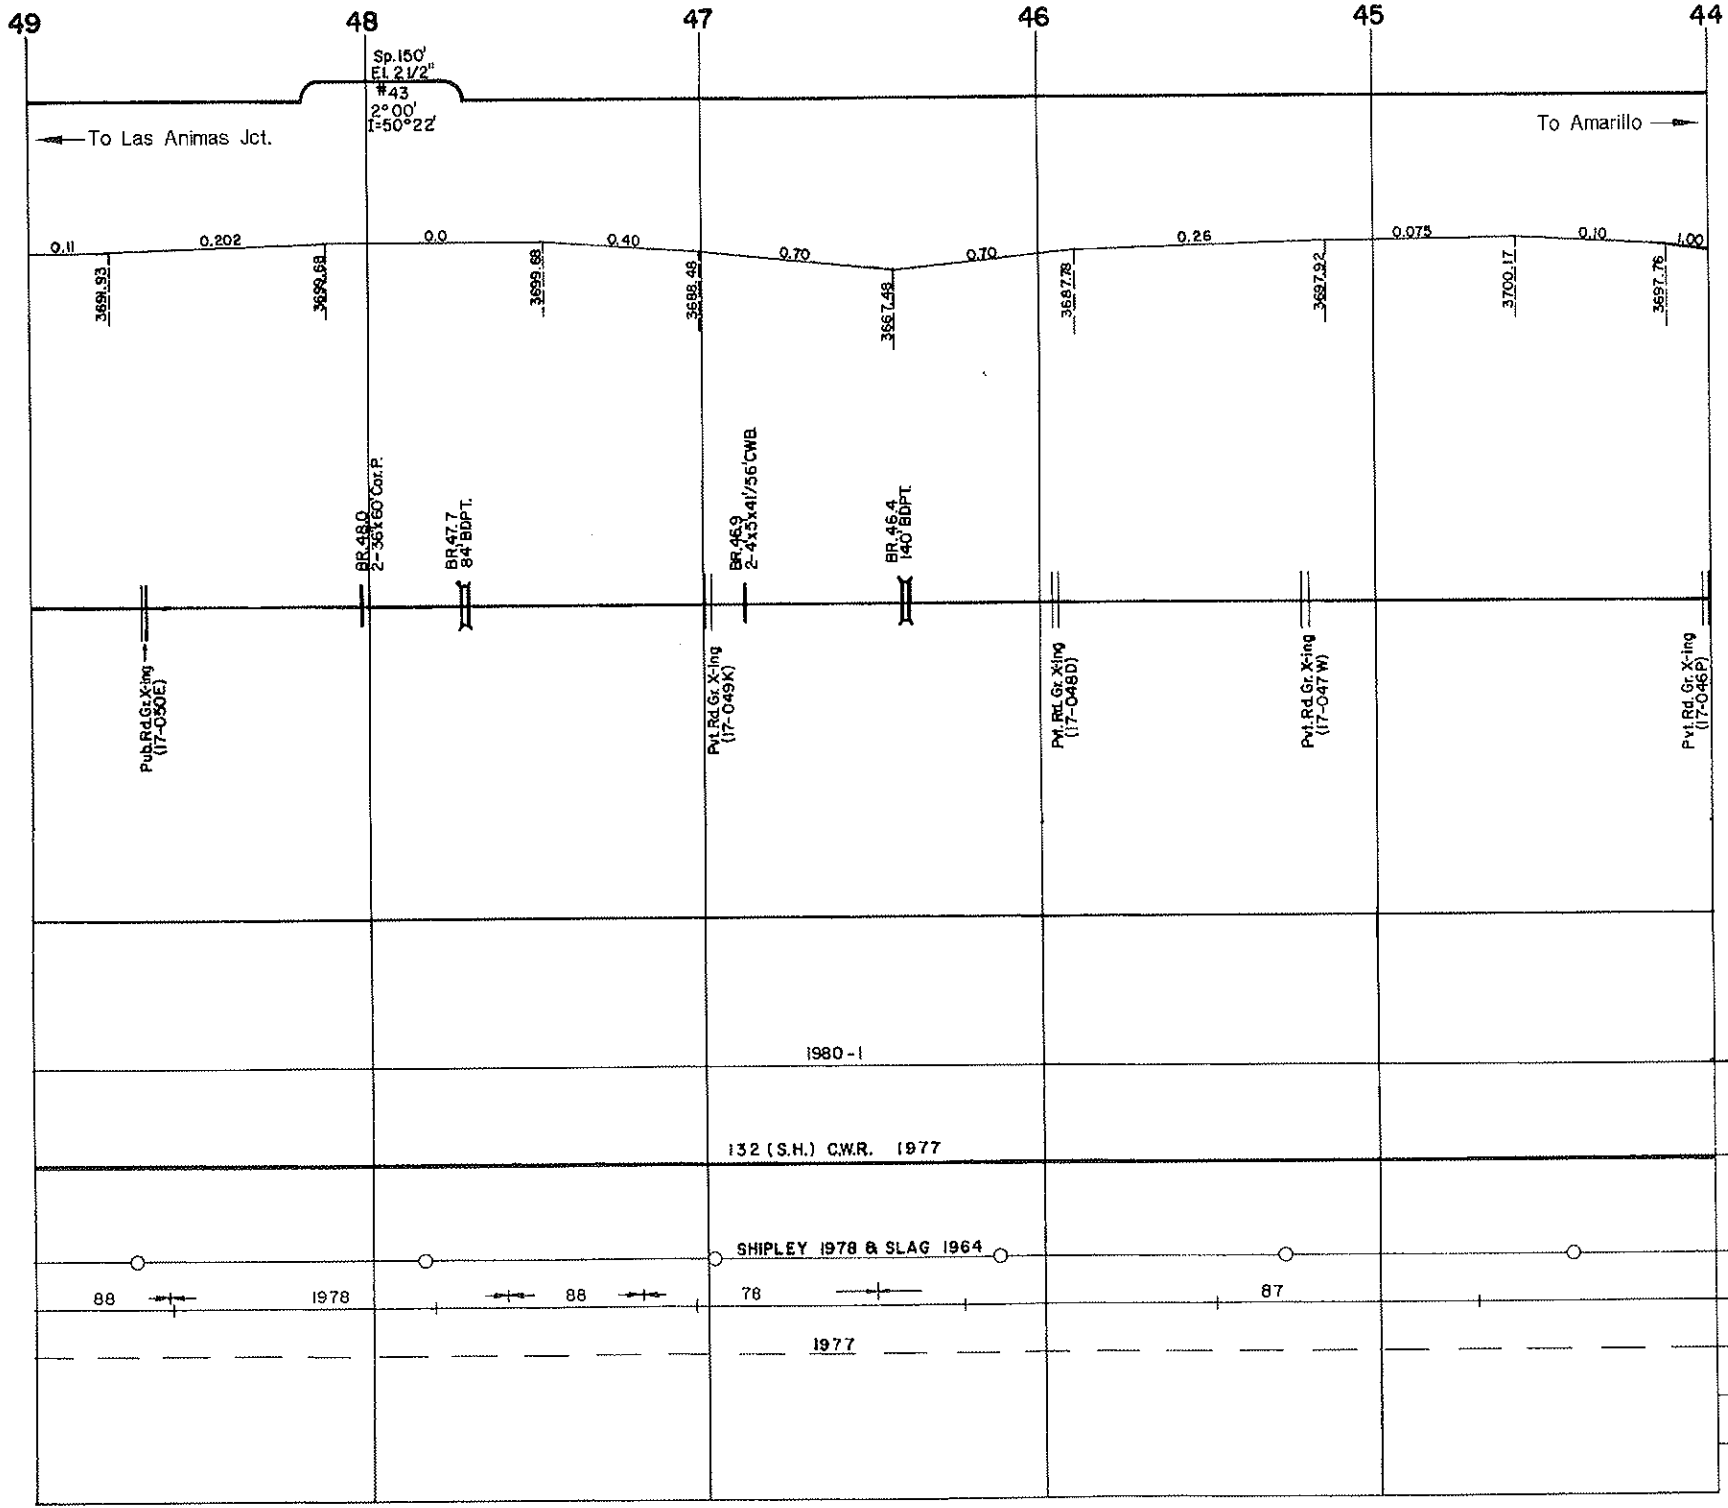 49 48 47 46 45 44
Sp.150'
El. 2 1/2"
#43
2°00'
I=50°22'
To Las Animas Jct.
To Amarillo
0.11 0.202 0.0 0.40 0.70 0.70 0.26 0.075 0.10 1.00
3691.93
3699.68
3699.68
3688.48
3667.48
3687.78
3697.92
3700.17
3697.76
BR.48.0
2-36"x60'Cor.P.
BR.47.7
84' BDPT.
BR.46.9
2-4'x5'x41'/56'CWB.
BR.46.4
140' BDPT.
Pub.Rd.Gr.X-ing
(17-050E)
Pvt.Rd.Gr. X-ing
(17-049K)
Pvt. Rd. Gr. X-ing
(17-048D)
Pvt. Rd. Gr. X-ing
(17-047W)
Pvt. Rd. Gr. X-ing
(17-046P)
1980-1
132 (S.H.) C.W.R. 1977
SHIPLEY 1978 & SLAG 1964
88 1978 88 78 87
1977